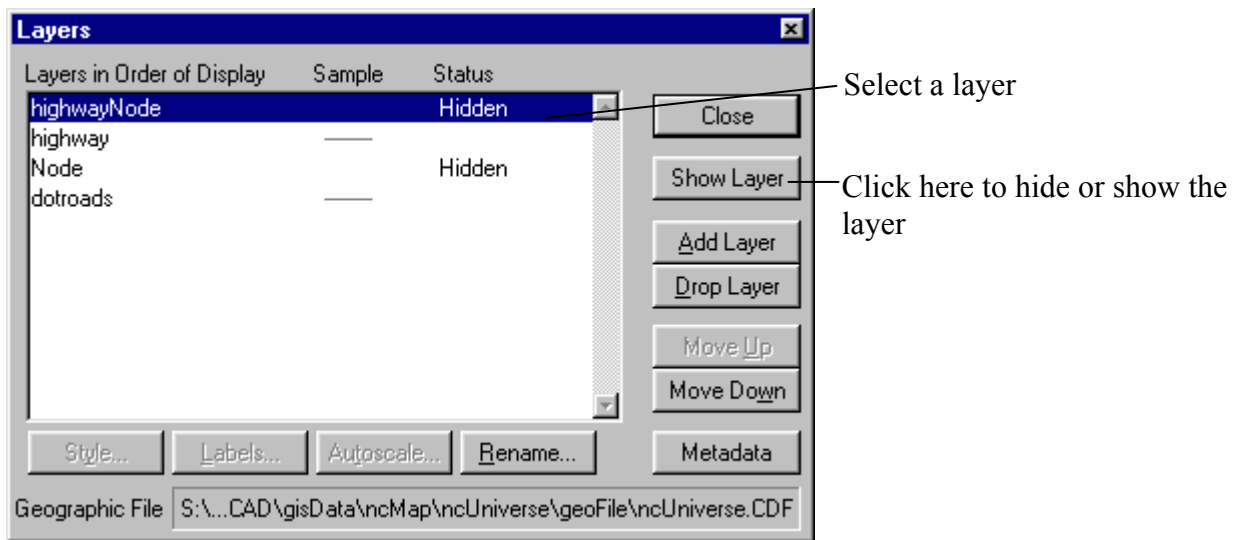 Layers
Layers in Order of Display Sample Status
highwayNode Hidden
highway
Node Hidden
dotroads
Close
Show Layer
Add Layer
Drop Layer
Move Up
Move Down
Style... Labels... Autoscale... Rename... Metadata
Geographic File S:\...CAD\gisData\ncMap\ncUniverse\geoFile\ncUniverse.CDF
Select a layer
Click here to hide or show the
layer